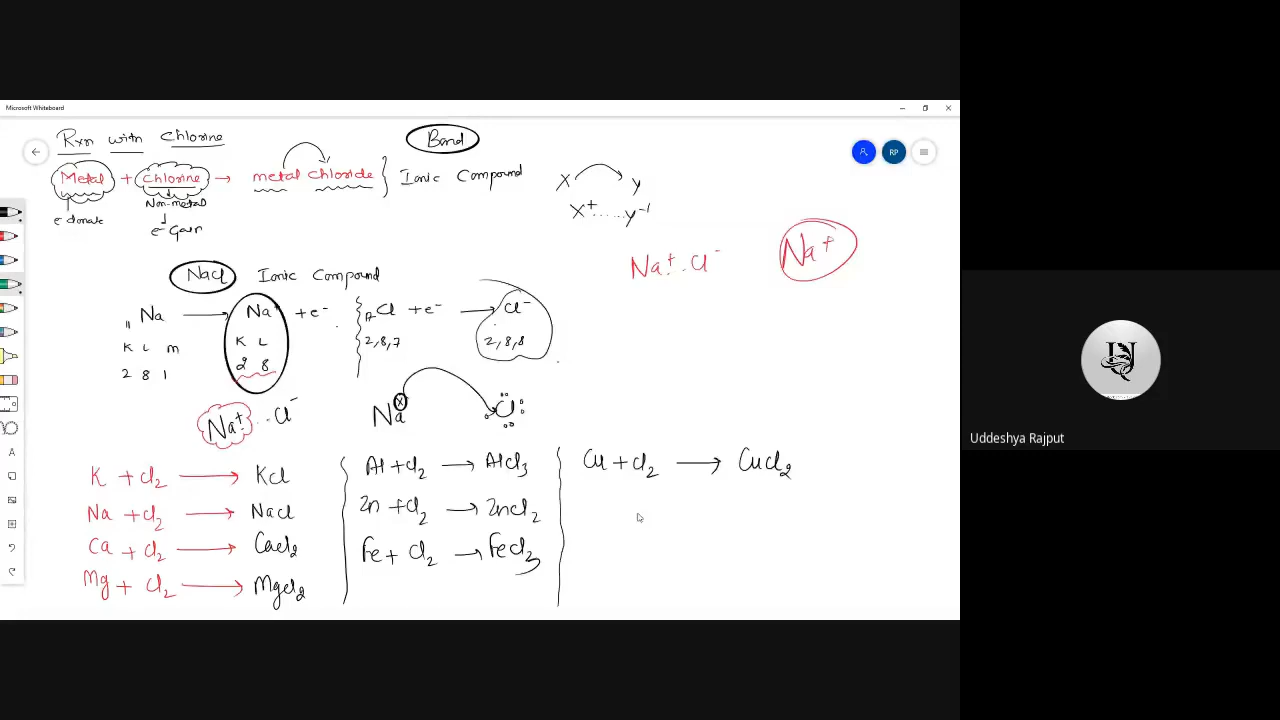 Microsoft Whiteboard
Rxn with Chlorine
Bond
Metal + Chlorine → metal chloride } Ionic Compound
e⁻ donate
Non-metal
e⁻ Gain
X Y
X⁺ ...... Y⁻¹
Na⁺..Cl⁻
Na⁺
RP
NaCl Ionic Compound
₁₁Na → Na⁺ + e⁻
K L M
2 8 1
K L
2 8
₁₇Cl + e⁻ → Cl⁻
2,8,7
2,8,8
Na⁺..Cl⁻
Na x Cl
K + Cl₂ → KCl
Na + Cl₂ → NaCl
Ca + Cl₂ → CaCl₂
Mg + Cl₂ → MgCl₂
Al + Cl₂ → AlCl₃
Zn + Cl₂ → ZnCl₂
Fe + Cl₂ → FeCl₃
Cu + Cl₂ → CuCl₂
A
Uddeshya Rajput